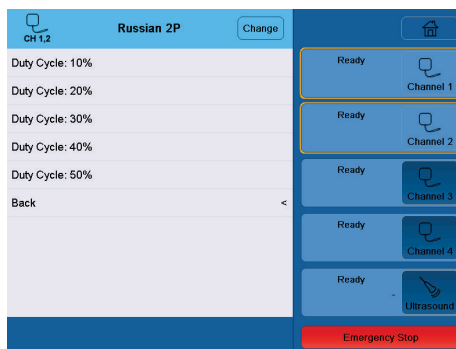 CH 1,2
Russian 2P
Change
Duty Cycle: 10%
Duty Cycle: 20%
Duty Cycle: 30%
Duty Cycle: 40%
Duty Cycle: 50%
Back <
Ready
Channel 1
Ready
Channel 2
Ready
Channel 3
Ready
Channel 4
Ready
-
Ultrasound
Emergency Stop